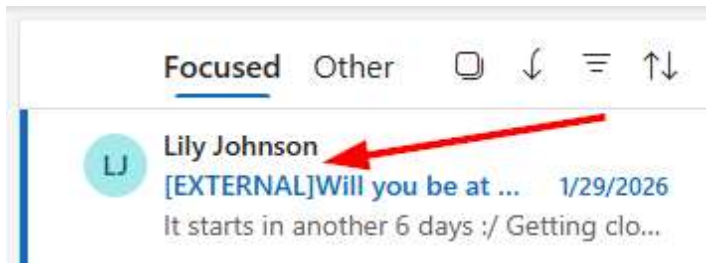 Focused Other
LJ
Lily Johnson
[EXTERNAL]Will you be at ... 1/29/2026
It starts in another 6 days :/ Getting clo...